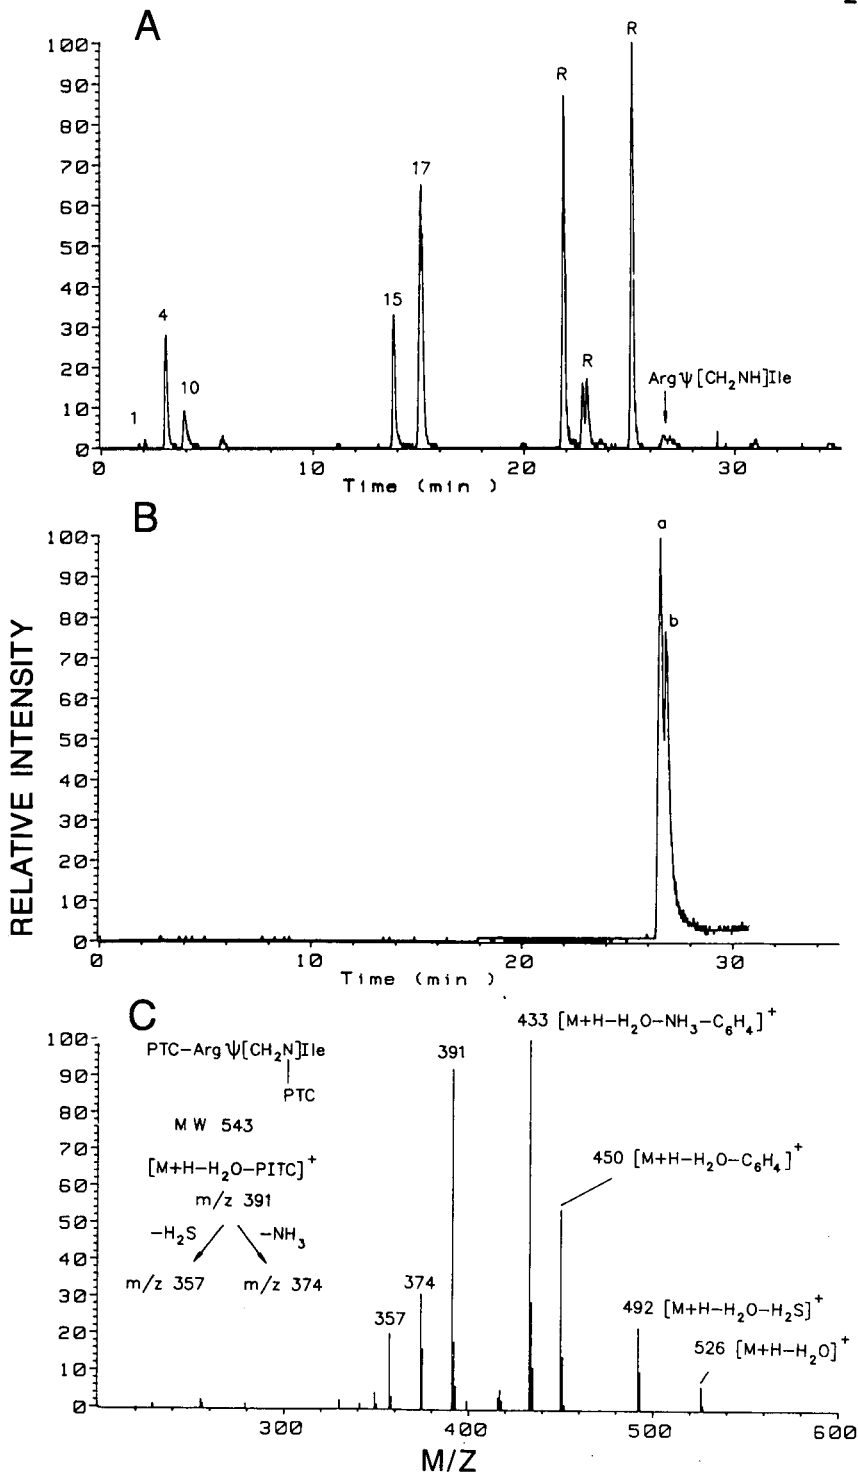 A
R
R
17
15
4
10
R
1
Arg Ψ [CH2NH]Ile
100
90
80
70
60
50
40
30
20
10
0
0 10 20 30
Time (min )
B
a
b
100
90
80
70
60
50
40
30
20
10
0
0 10 20 30
Time (min )
RELATIVE INTENSITY
C
433 [M+H-H2O-NH3-C6H4]+
PTC-Arg Ψ[CH2N]Ile
PTC
391
MW 543
450 [M+H-H2O-C6H4]+
[M+H-H2O-PITC]+
m/z 391
-H2S -NH3
m/z 357 m/z 374
374
357
492 [M+H-H2O-H2S]+
526 [M+H-H2O]+
100
90
80
70
60
50
40
30
20
10
0
300 400 500 600
M/Z